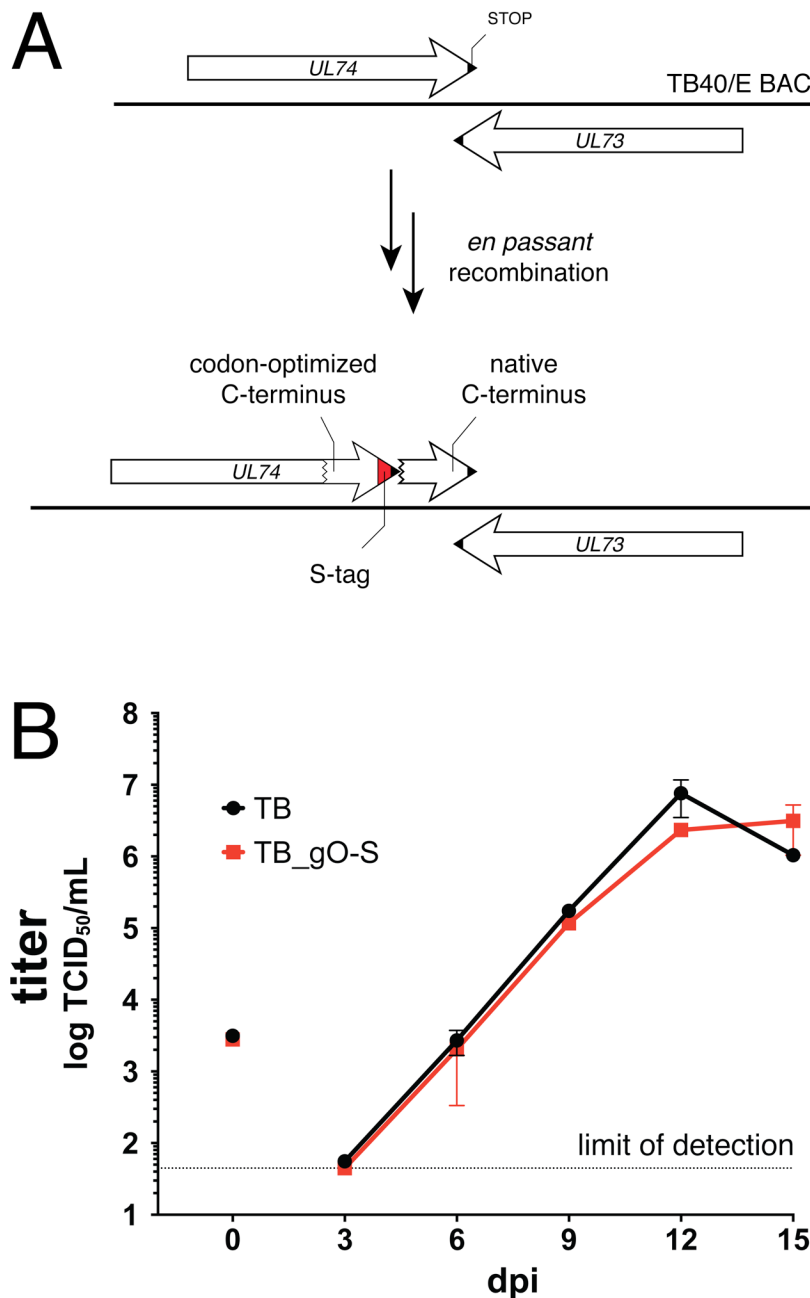 A
STOP
UL74
TB40/E BAC
UL73
en passant
recombination
codon-optimized
C-terminus
native
C-terminus
UL74
UL73
S-tag
B
8
7
6
5
4
3
2
1
TB
TB_gO-S
titer
log TCID50/mL
limit of detection
0 3 6 9 12 15
dpi